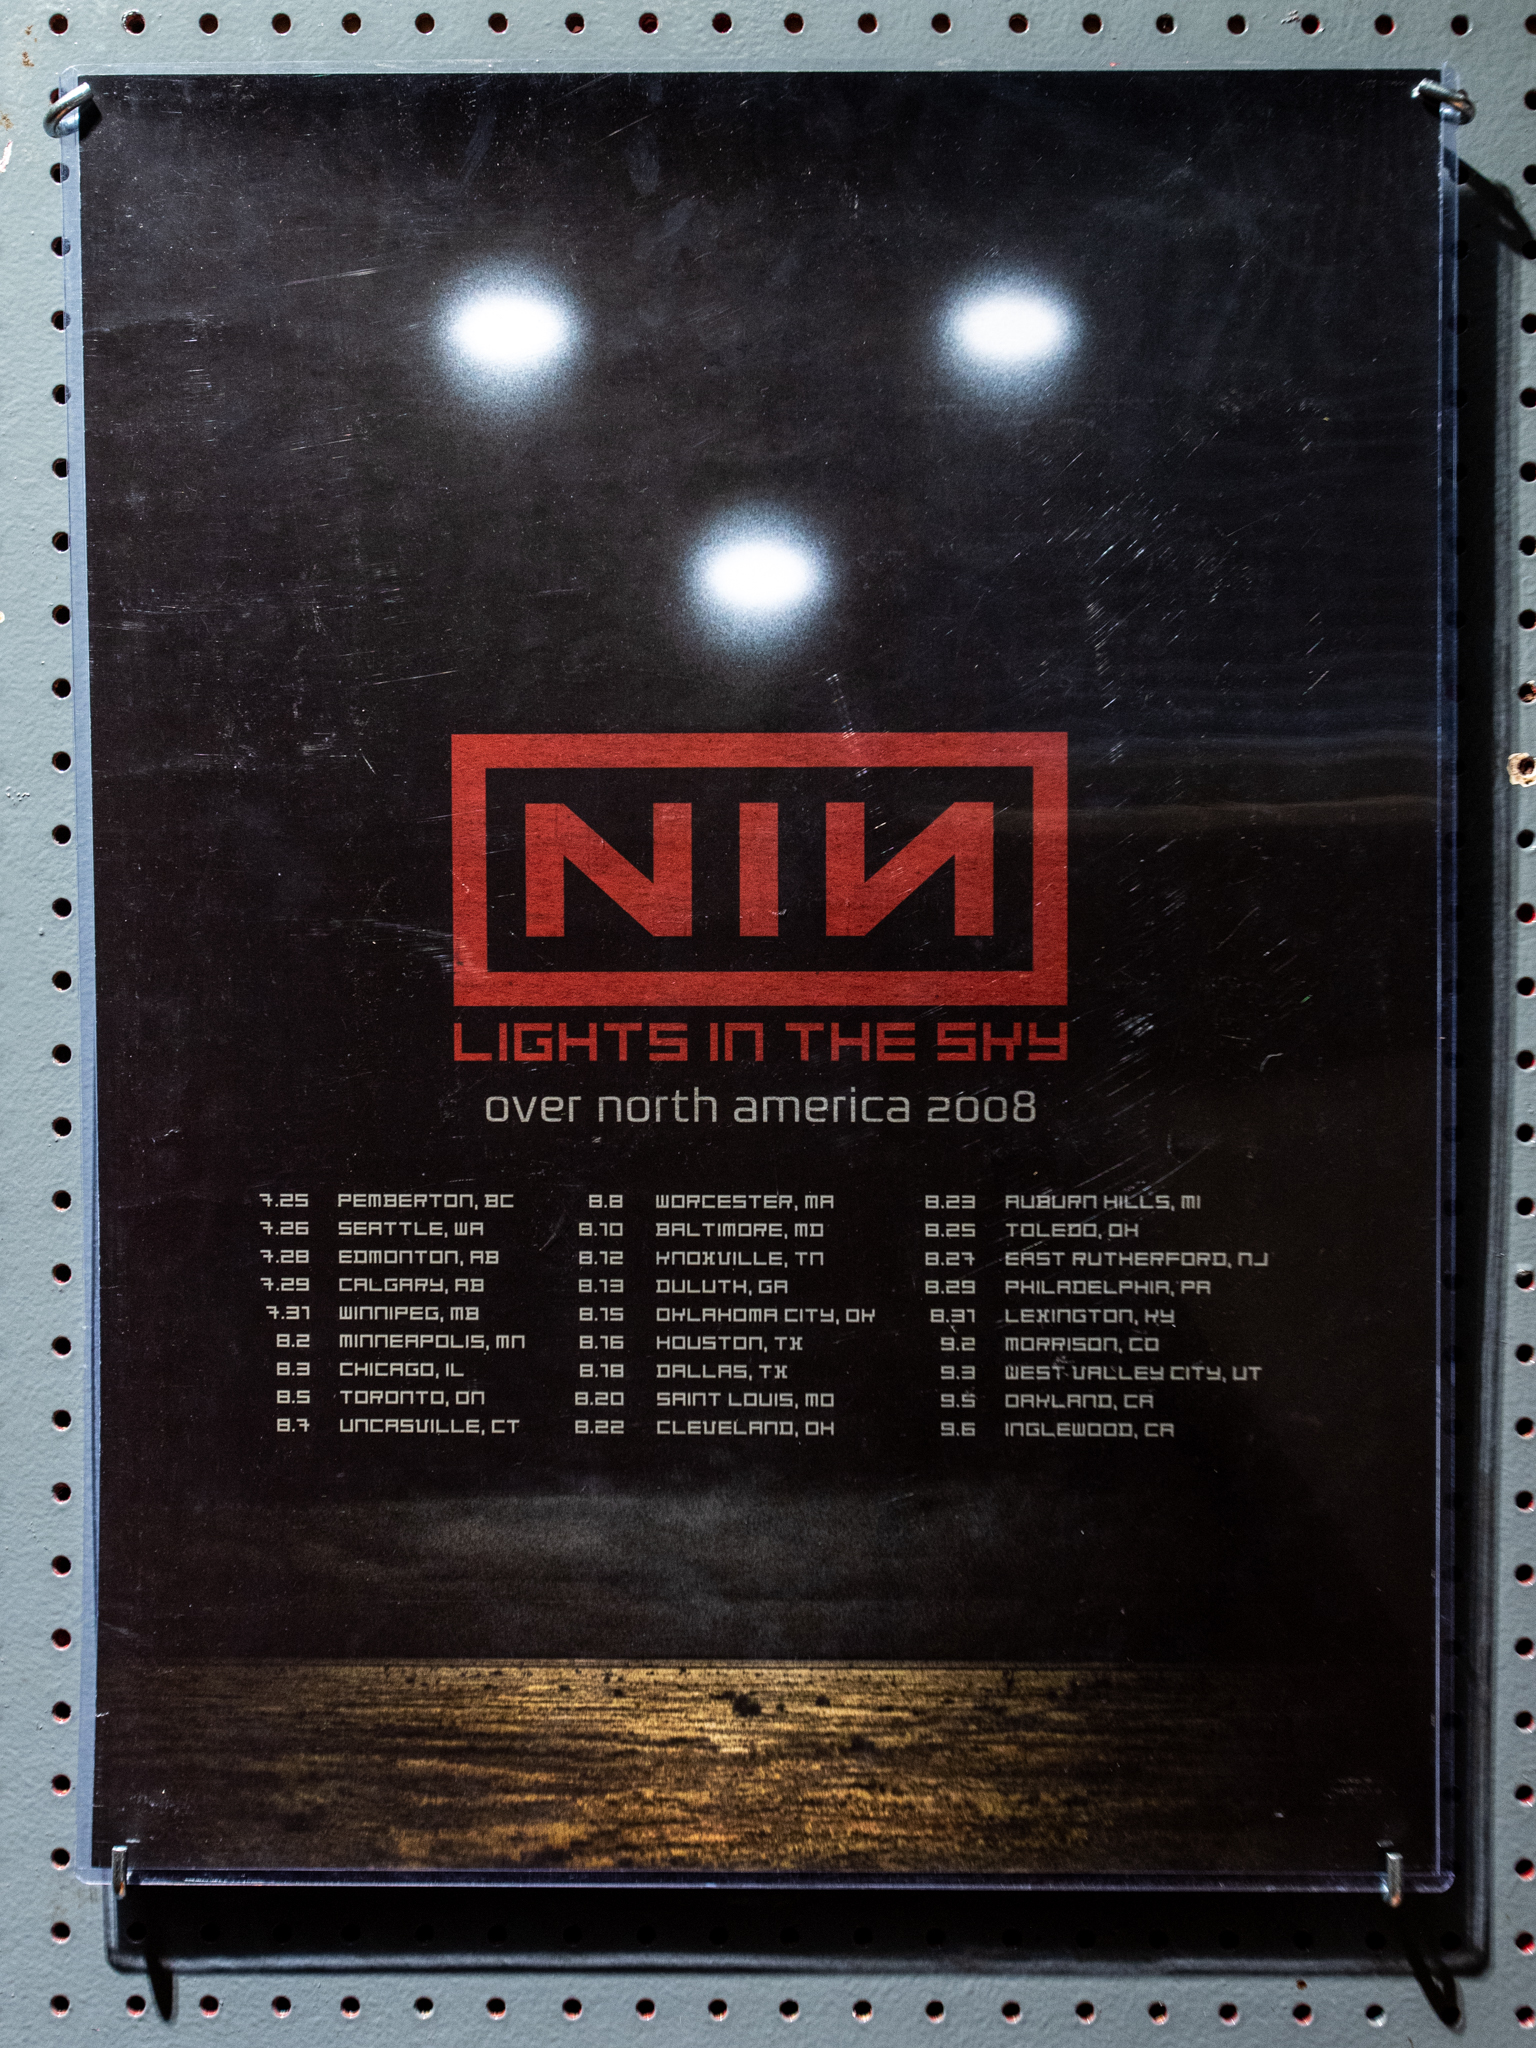 NIN
LIGHTS IN THE SKY
over north america 2008
7.25 PEMBERTON, BC
7.26 SEATTLE, WA
7.28 EDMONTON, AB
7.29 CALGARY, AB
7.31 WINNIPEG, MB
8.2 MINNEAPOLIS, MN
8.3 CHICAGO, IL
8.5 TORONTO, ON
8.7 UNCASVILLE, CT
8.8 WORCESTER, MA
8.10 BALTIMORE, MD
8.12 KNOXVILLE, TN
8.13 DULUTH, GA
8.15 OKLAHOMA CITY, OK
8.16 HOUSTON, TX
8.18 DALLAS, TX
8.20 SAINT LOUIS, MO
8.22 CLEVELAND, OH
8.23 AUBURN HILLS, MI
8.25 TOLEDO, OH
8.27 EAST RUTHERFORD, NJ
8.29 PHILADELPHIA, PA
8.31 LEXINGTON, KY
9.2 MORRISON, CO
9.3 WEST VALLEY CITY, UT
9.5 OAKLAND, CA
9.6 INGLEWOOD, CA